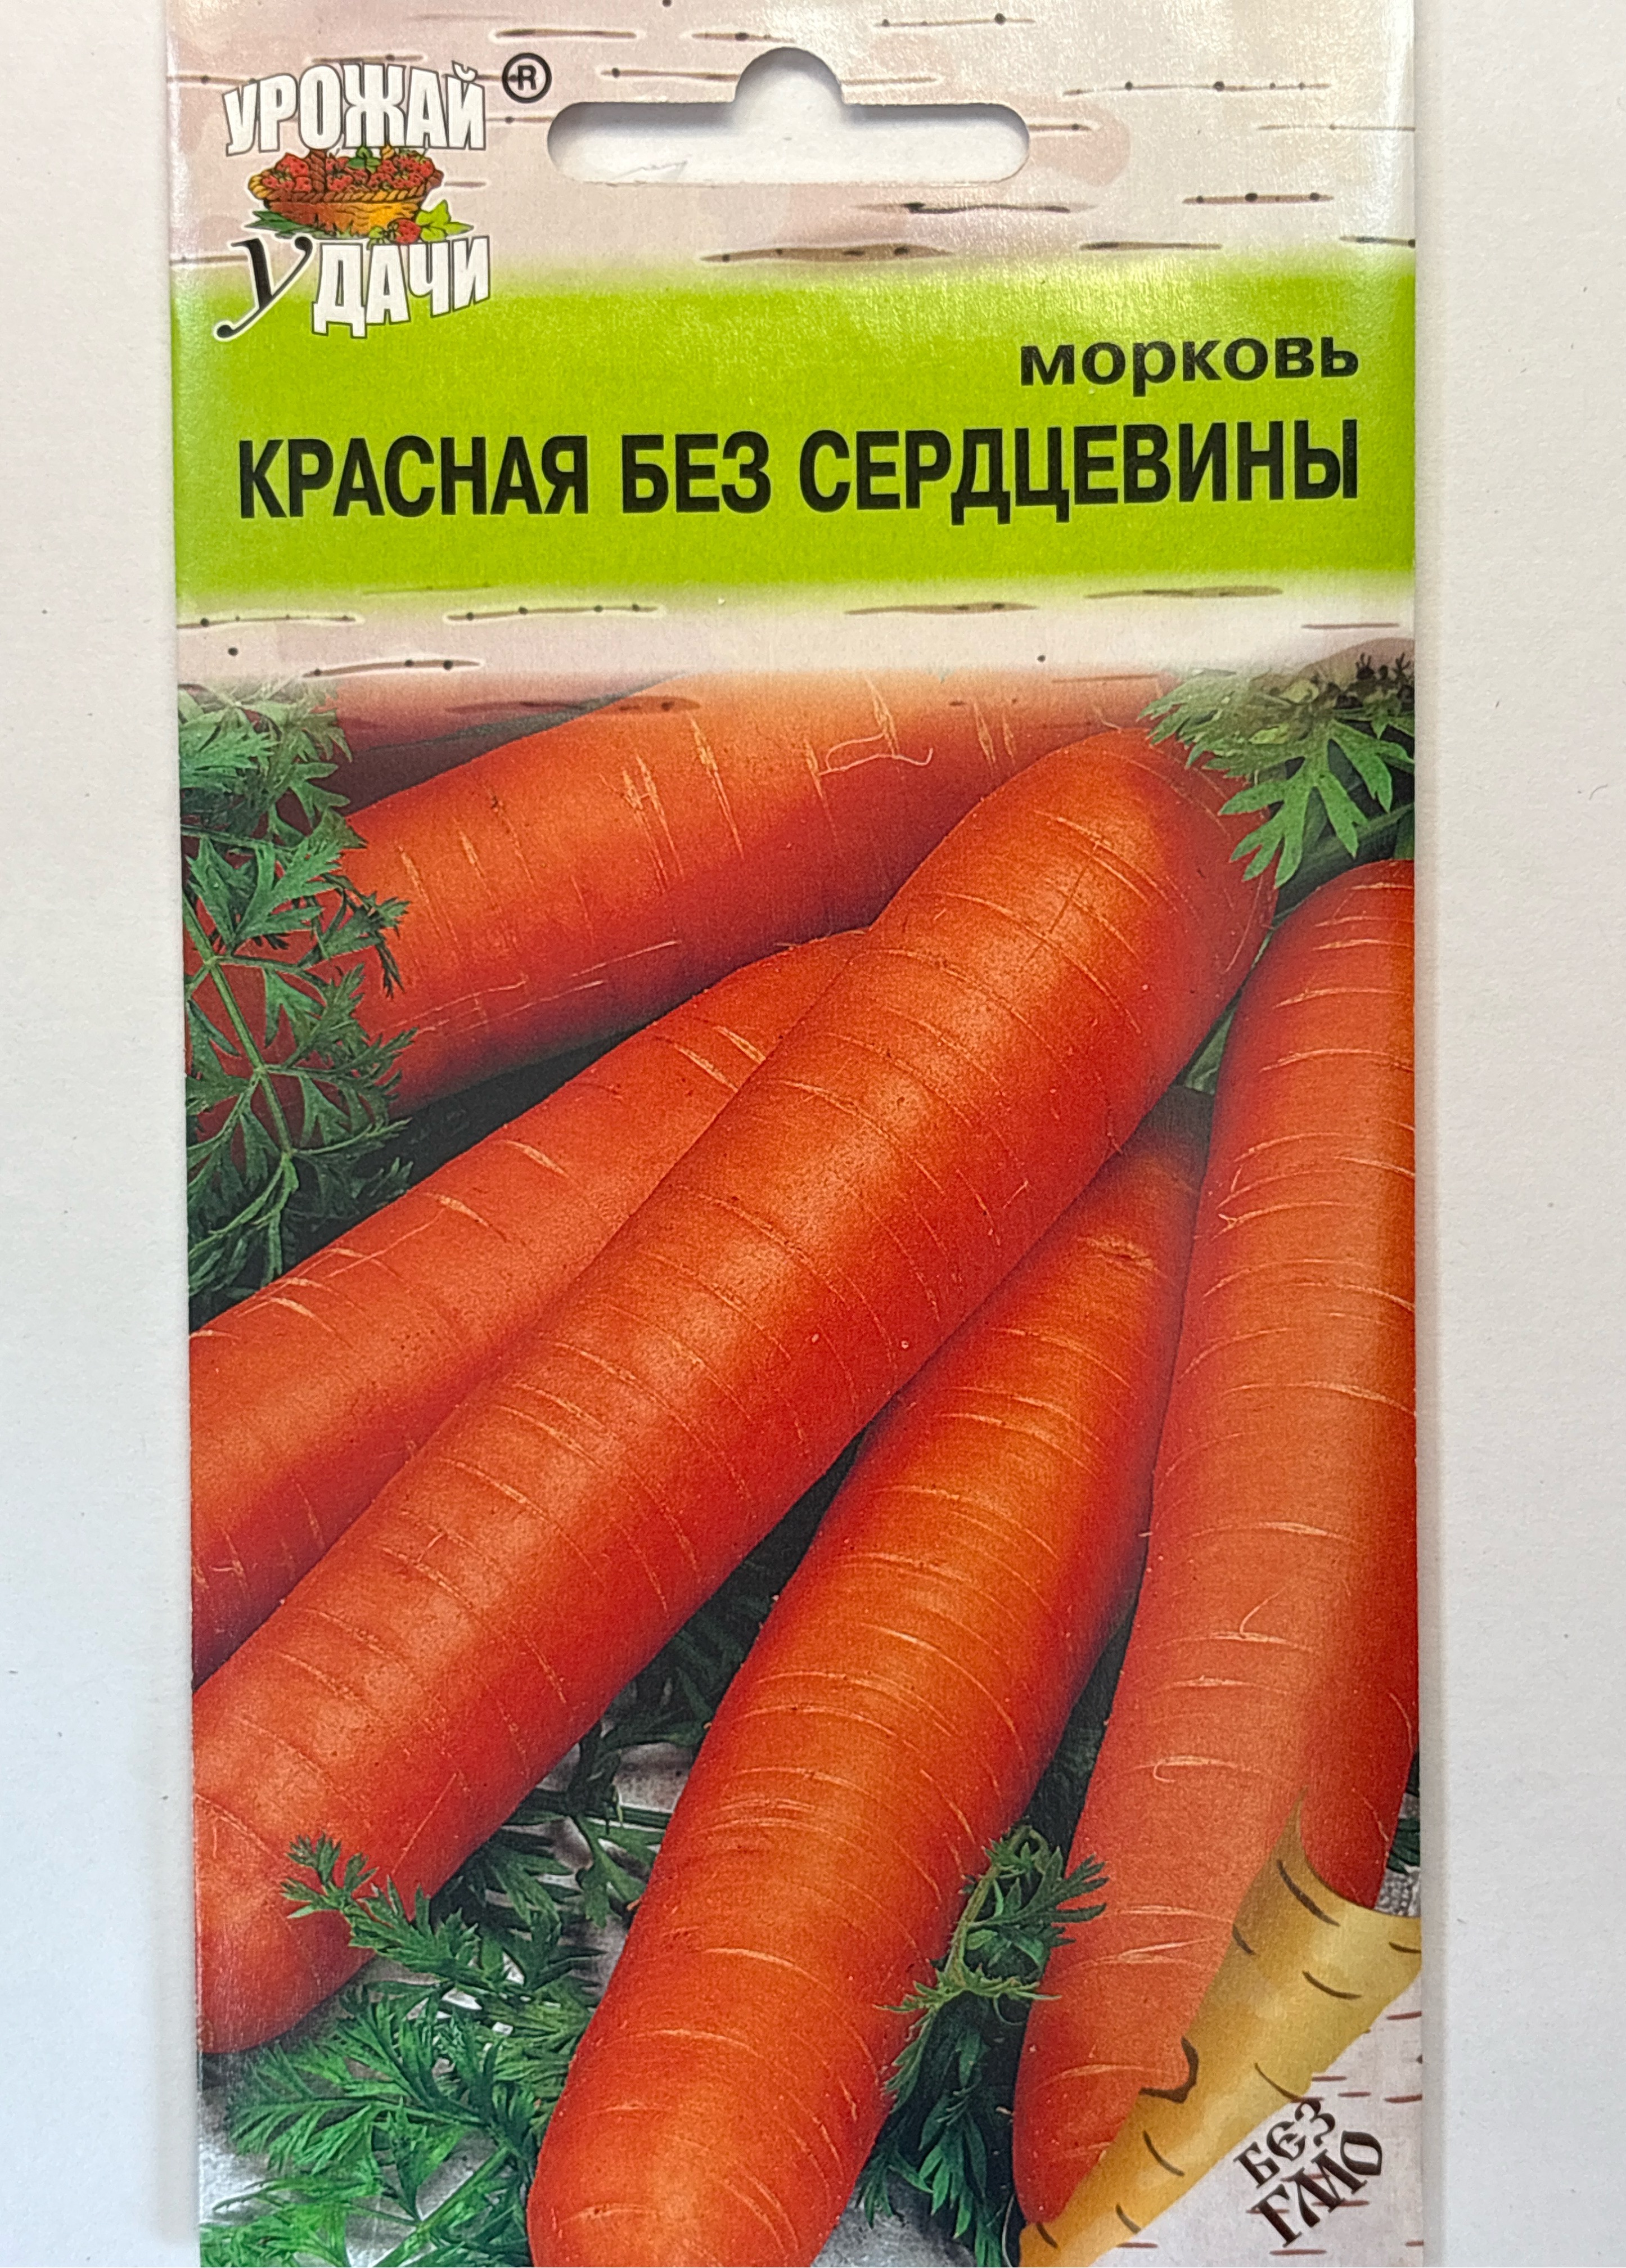 УРОЖАЙ ®
УДАЧИ
морковь
КРАСНАЯ БЕЗ СЕРДЦЕВИНЫ
БЕЗ
ГМО